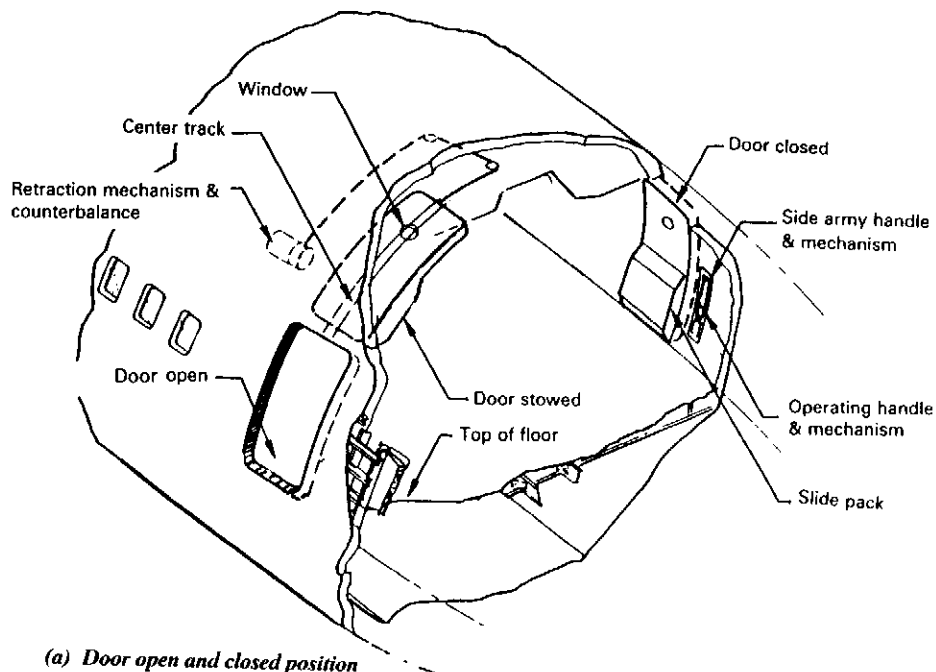 Window
Center track
Retraction mechanism &
counterbalance
Door closed
Side army handle
& mechanism
Door open
Door stowed
Top of floor
Operating handle
& mechanism
Slide pack
(a) Door open and closed position